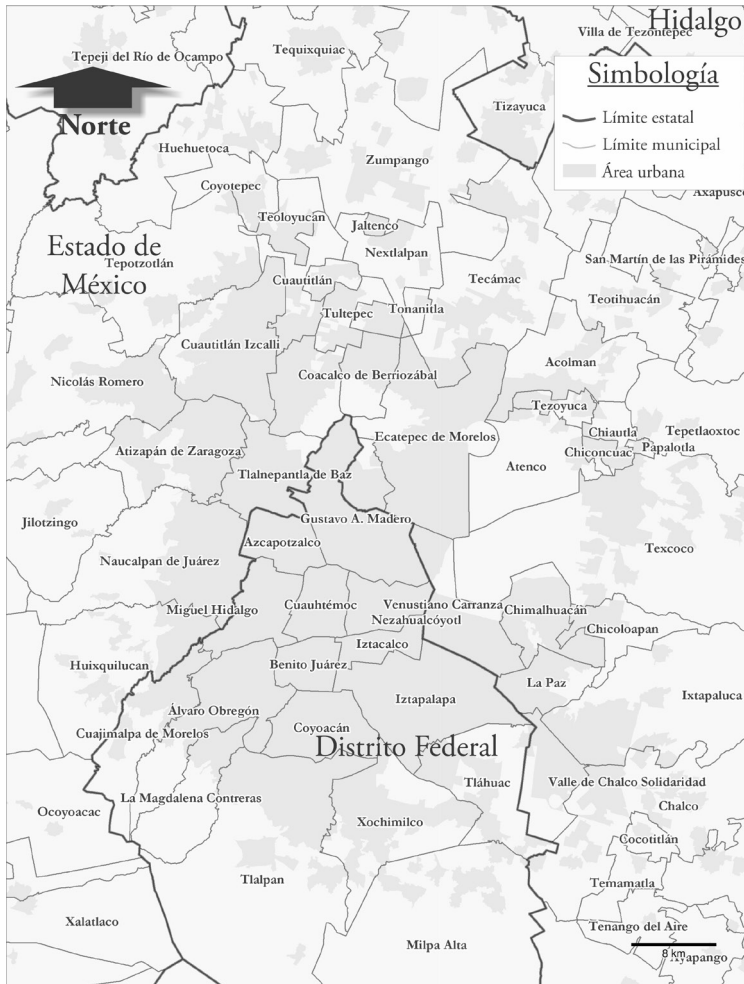 Hidalgo
Villa de Tezontepec
Tequixquiac
Tepeji del Río de Ocampo
Simbología
Límite estatal
Límite municipal
Área urbana
Norte
Tizayuca
Huehuetoca
Zumpango
Coyotepec
Axapusco
Teoloyucan
Jaltenco
Nextlalpan
Estado de
México
Tepotzotlán
San Martín de las Pirámides
Cuautitlán
Tecámac
Teotihuacán
Tultepec
Tonanitla
Cuautitlán Izcalli
Acolman
Coacalco de Berriozábal
Nicolás Romero
Tezoyuca
Ecatepec de Morelos
Chiautla
Tepetlaoxtoc
Papalotla
Atizapán de Zaragoza
Chiconcuac
Atenco
Tlalnepantla de Baz
Jilotzingo
Gustavo A. Madero
Azcapotzalco
Texcoco
Naucalpan de Juárez
Miguel Hidalgo
Cuauhtémoc
Venustiano Carranza
Chimalhuacán
Nezahualcóyotl
Chicoloapan
Iztacalco
Huixquilucan
Benito Juárez
La Paz
Iztapalapa
Ixtapaluca
Álvaro Obregón
Coyoacán
Cuajimalpa de Morelos
Distrito Federal
Tláhuac
Valle de Chalco Solidaridad
La Magdalena Contreras
Chalco
Ocoyoacac
Xochimilco
Cocotitlán
Tlalpan
Temamatla
Xalatlaco
Tenango del Aire
Milpa Alta
8 km
Ayapango